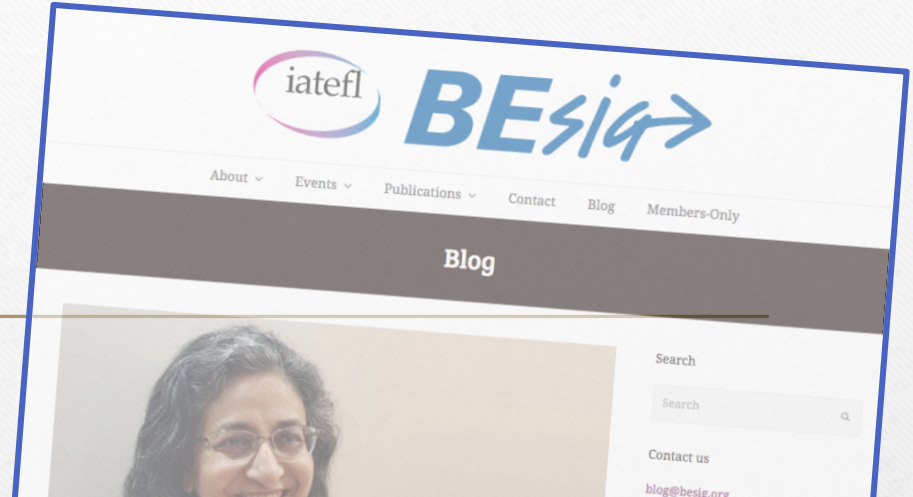 iatefl
BEsig
About Events Publications Contact Blog Members-Only
Blog
Search
Search
Contact us
blog@besig.org